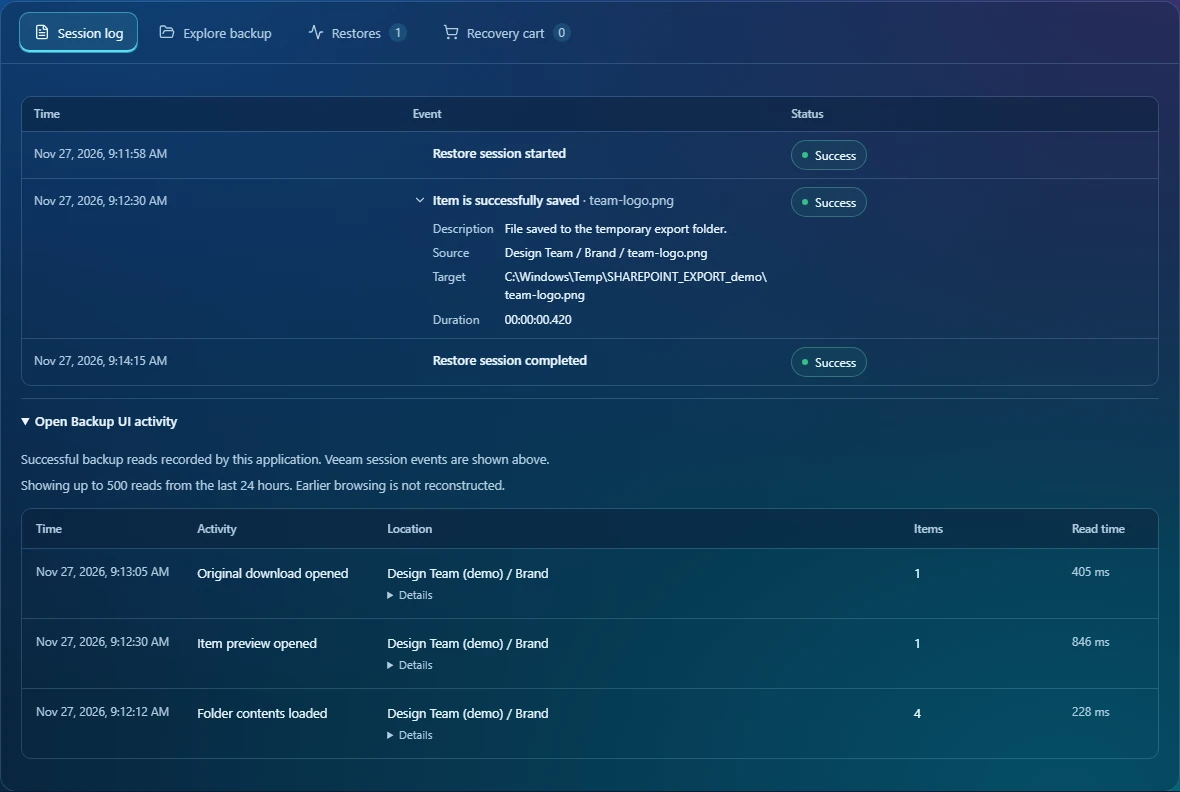 Session log Explore backup Restores 1 Recovery cart 0
Time Event Status
Nov 27, 2026, 9:11:58 AM Restore session started Success
Nov 27, 2026, 9:12:30 AM Item is successfully saved · team-logo.png Success
Description File saved to the temporary export folder.
Source Design Team / Brand / team-logo.png
Target C:\Windows\Temp\SHAREPOINT_EXPORT_demo\
team-logo.png
Duration 00:00:00.420
Nov 27, 2026, 9:14:15 AM Restore session completed Success
Open Backup UI activity
Successful backup reads recorded by this application. Veeam session events are shown above.
Showing up to 500 reads from the last 24 hours. Earlier browsing is not reconstructed.
Time Activity Location Items Read time
Nov 27, 2026, 9:13:05 AM Original download opened Design Team (demo) / Brand 1 405 ms
Details
Nov 27, 2026, 9:12:30 AM Item preview opened Design Team (demo) / Brand 1 846 ms
Details
Nov 27, 2026, 9:12:12 AM Folder contents loaded Design Team (demo) / Brand 4 228 ms
Details